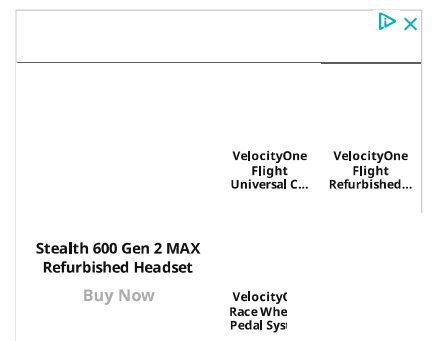 VelocityOne
Flight
Universal C...
VelocityOne
Flight
Refurbished...
Stealth 600 Gen 2 MAX
Refurbished Headset
Buy Now
Velocity
Race Whe
Pedal Sys